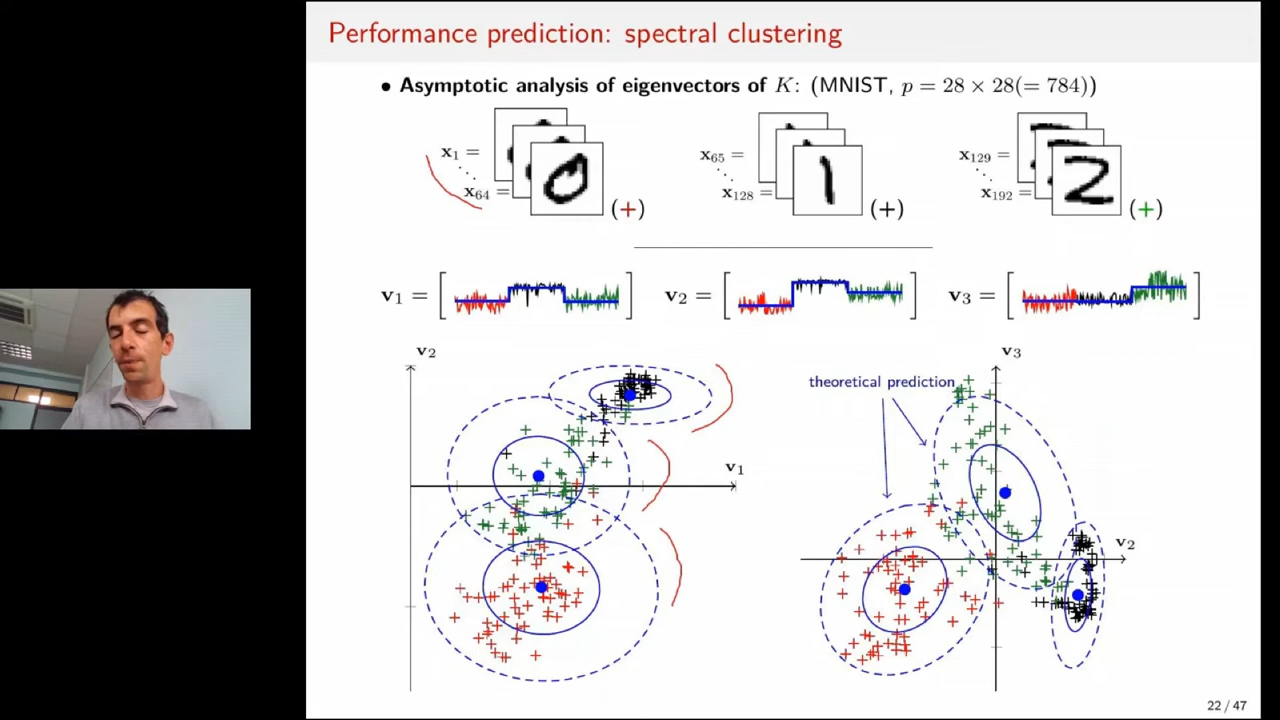 Performance prediction: spectral clustering
• Asymptotic analysis of eigenvectors of K: (MNIST, p = 28 × 28(= 784))
x₁ =
x₆₄ =
(+)
x₆₅ =
x₁₂₈ =
(+)
x₁₂₉ =
x₁₉₂ =
(+)
v₁ = [ ]
v₂ = [ ]
v₃ = [ ]
v₂
v₁
v₃
theoretical prediction
v₂
22 / 47